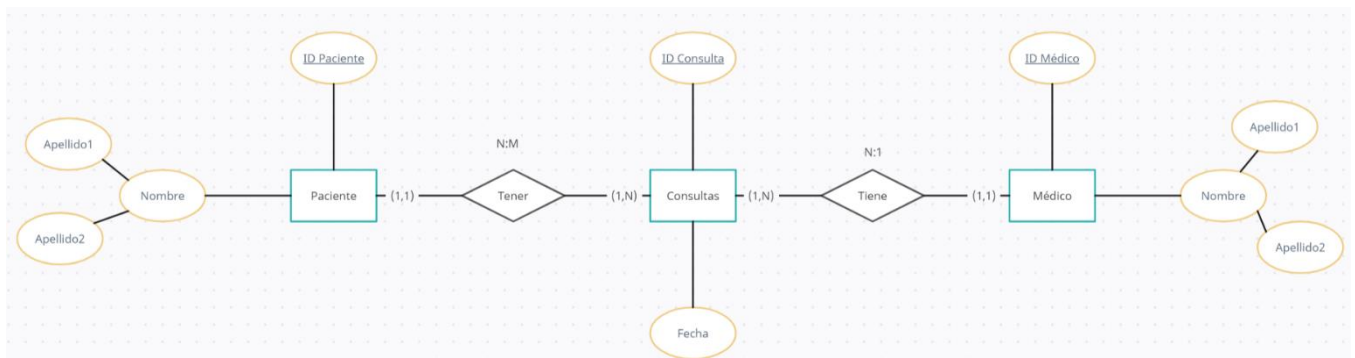 ID Paciente
ID Consulta
ID Médico
Apellido1
Apellido1
N:M
N:1
Nombre
Paciente
(1,1)
Tener
(1,N)
Consultas
(1,N)
Tiene
(1,1)
Médico
Nombre
Apellido2
Apellido2
Fecha